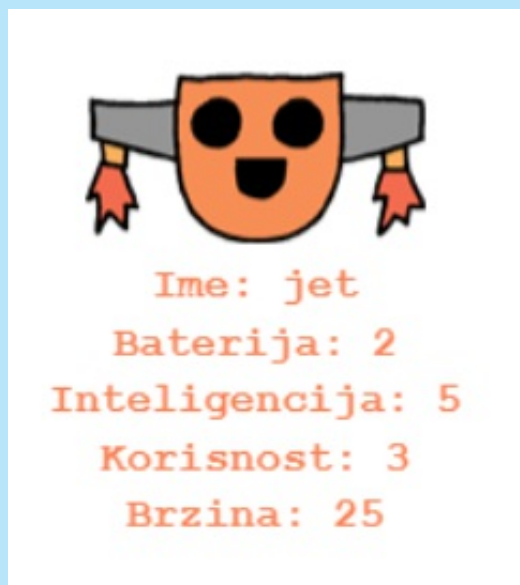 Ime: jet
Baterija: 2
Inteligencija: 5
Korisnost: 3
Brzina: 25